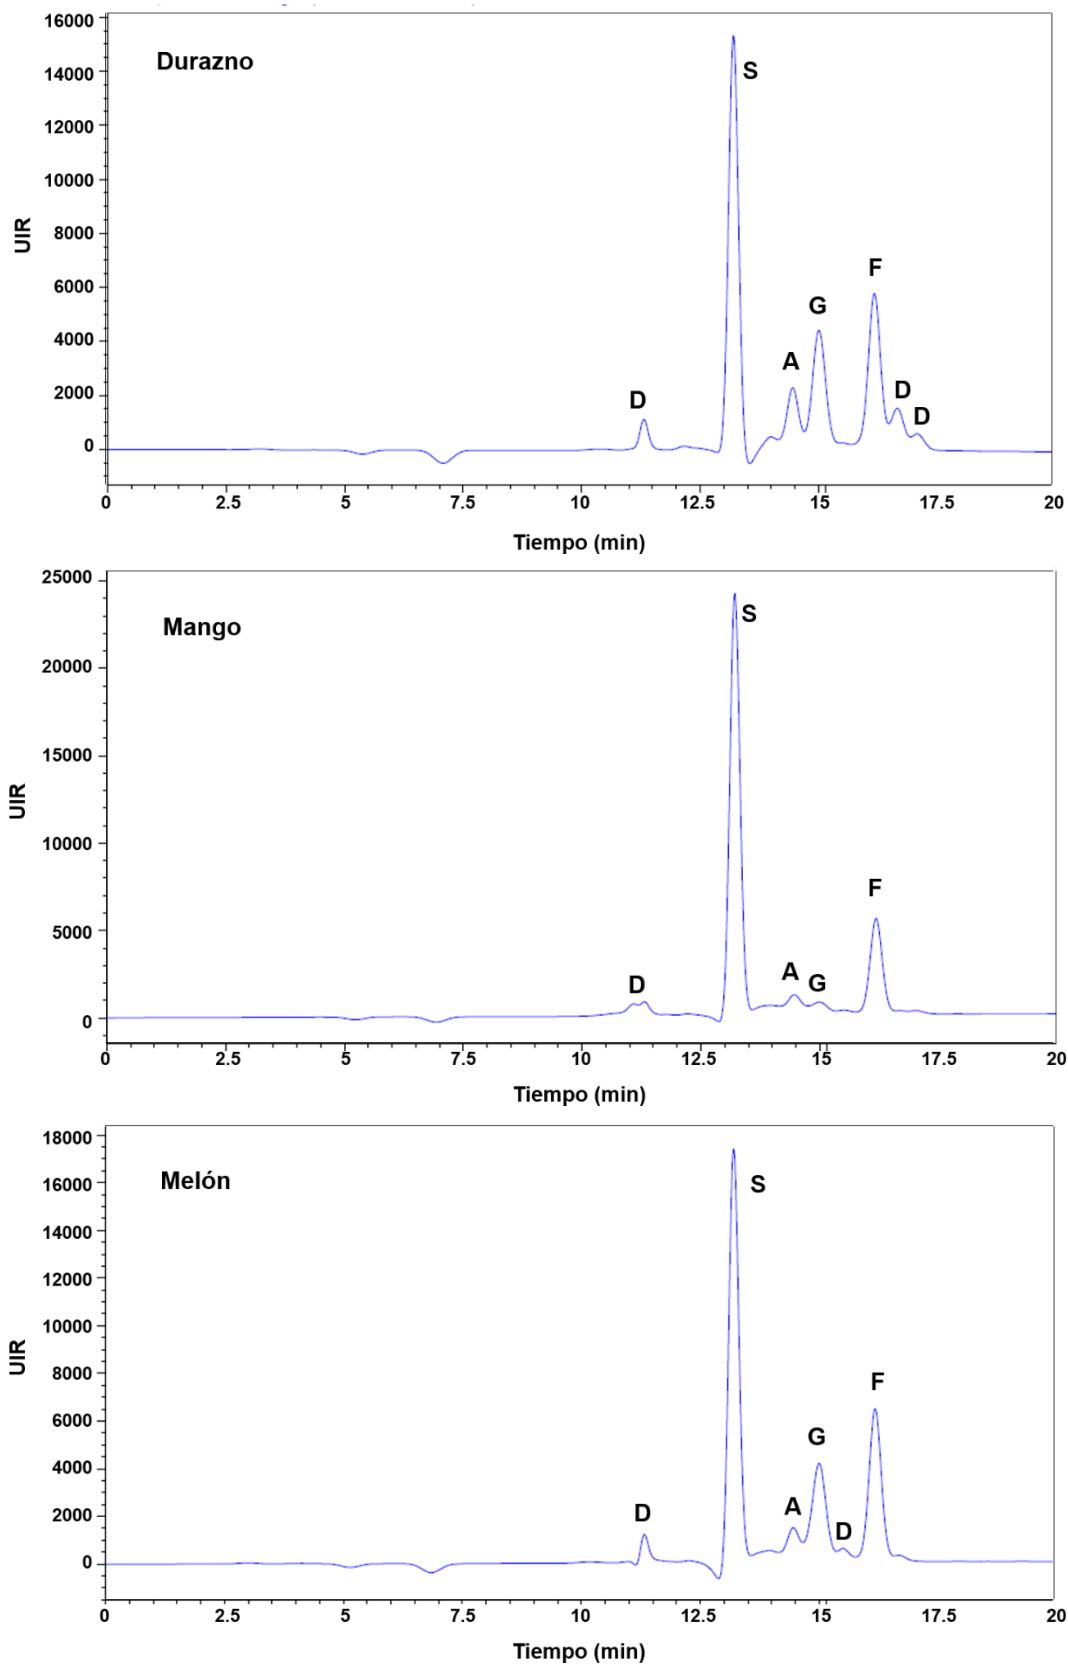 16000
Durazno
14000
S
12000
10000
UIR
8000
F
6000
G
4000
A
D
D
2000
D
0
0 2.5 5 7.5 10 12.5 15 17.5 20
Tiempo (min)
25000
S
Mango
20000
15000
UIR
10000
F
5000
D
A
G
0
0 2.5 5 7.5 10 12.5 15 17.5 20
Tiempo (min)
18000
Melón
16000
S
14000
12000
10000
UIR
8000
F
6000
G
4000
A
D
2000
D
0
0 2.5 5 7.5 10 12.5 15 17.5 20
Tiempo (min)